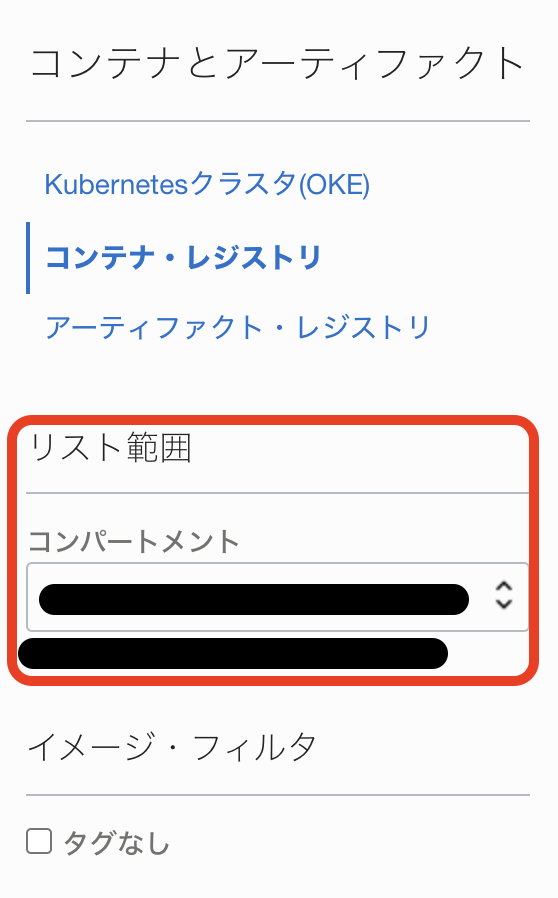 コンテナとアーティファクト
Kubernetesクラスタ(OKE)
コンテナ・レジストリ
アーティファクト・レジストリ
リスト範囲
コンパートメント
イメージ・フィルタ
タグなし